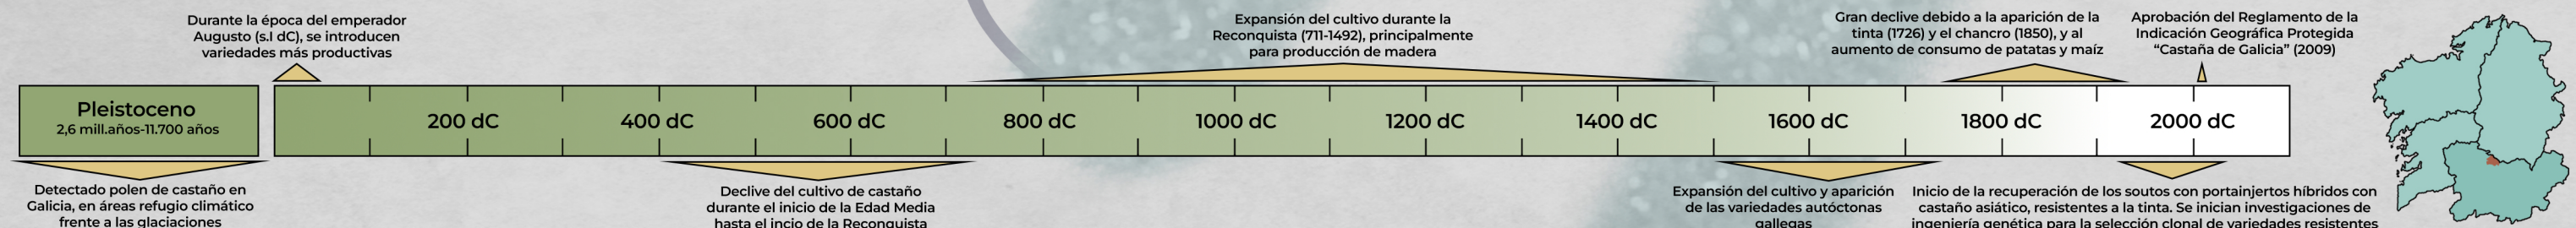 Durante la época del emperador
Augusto (s.I dC), se introducen
variedades más productivas
Expansión del cultivo durante la
Reconquista (711-1492), principalmente
para producción de madera
Gran declive debido a la aparición de la
tinta (1726) y el chancro (1850), y al
aumento de consumo de patatas y maíz
Aprobación del Reglamento de la
Indicación Geográfica Protegida
“Castaña de Galicia” (2009)
Pleistoceno
2,6 mill.años-11.700 años
200 dC
400 dC
600 dC
800 dC
1000 dC
1200 dC
1400 dC
1600 dC
1800 dC
2000 dC
Detectado polen de castaño en
Galicia, en áreas refugio climático
frente a las glaciaciones
Declive del cultivo de castaño
durante el inicio de la Edad Media
hasta el incio de la Reconquista
Expansión del cultivo y aparición
de las variedades autóctonas
gallegas
Inicio de la recuperación de los soutos con portainjertos híbridos con
castaño asiático, resistentes a la tinta. Se inician investigaciones de
ingeniería genética para la selección clonal de variedades resistentes